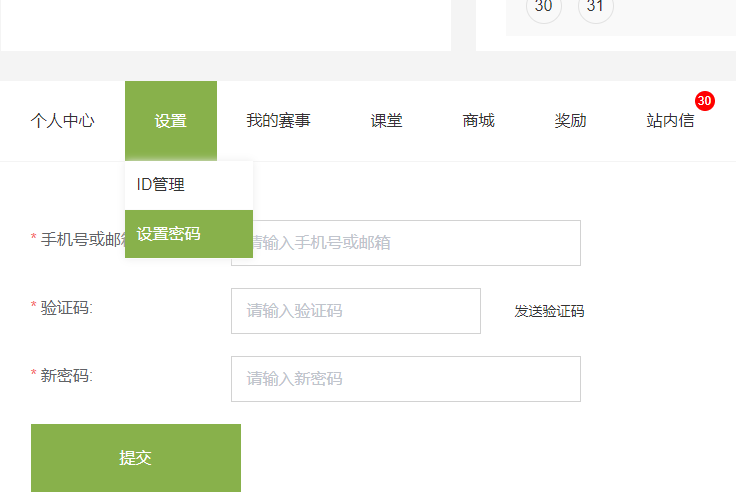 30 31
个人中心 设置 我的赛事 课堂 商城 奖励 站内信 30
ID管理
设置密码
* 手机号或邮箱 请输入手机号或邮箱
* 验证码: 请输入验证码 发送验证码
* 新密码: 请输入新密码
提交